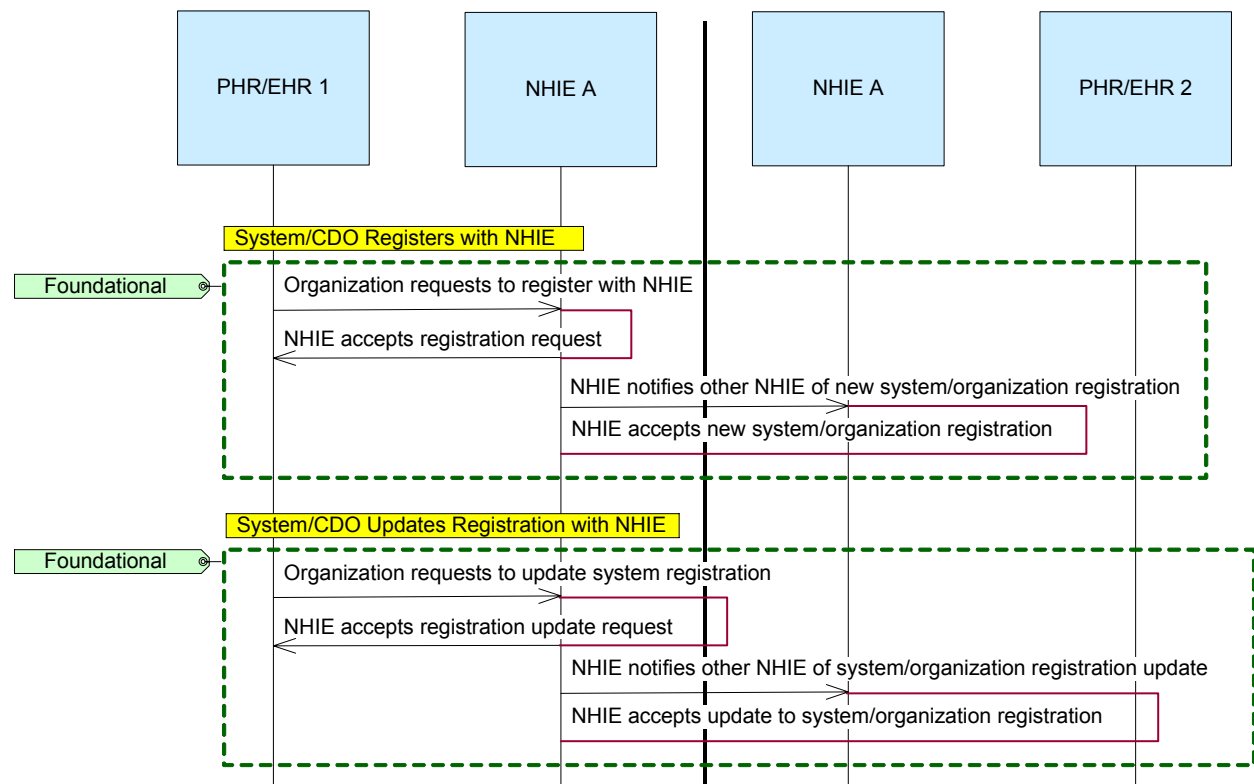 PHR/EHR 1
NHIE A
NHIE A
PHR/EHR 2
System/CDO Registers with NHIE
Foundational
Organization requests to register with NHIE
NHIE accepts registration request
NHIE notifies other NHIE of new system/organization registration
NHIE accepts new system/organization registration
System/CDO Updates Registration with NHIE
Foundational
Organization requests to update system registration
NHIE accepts registration update request
NHIE notifies other NHIE of system/organization registration update
NHIE accepts update to system/organization registration